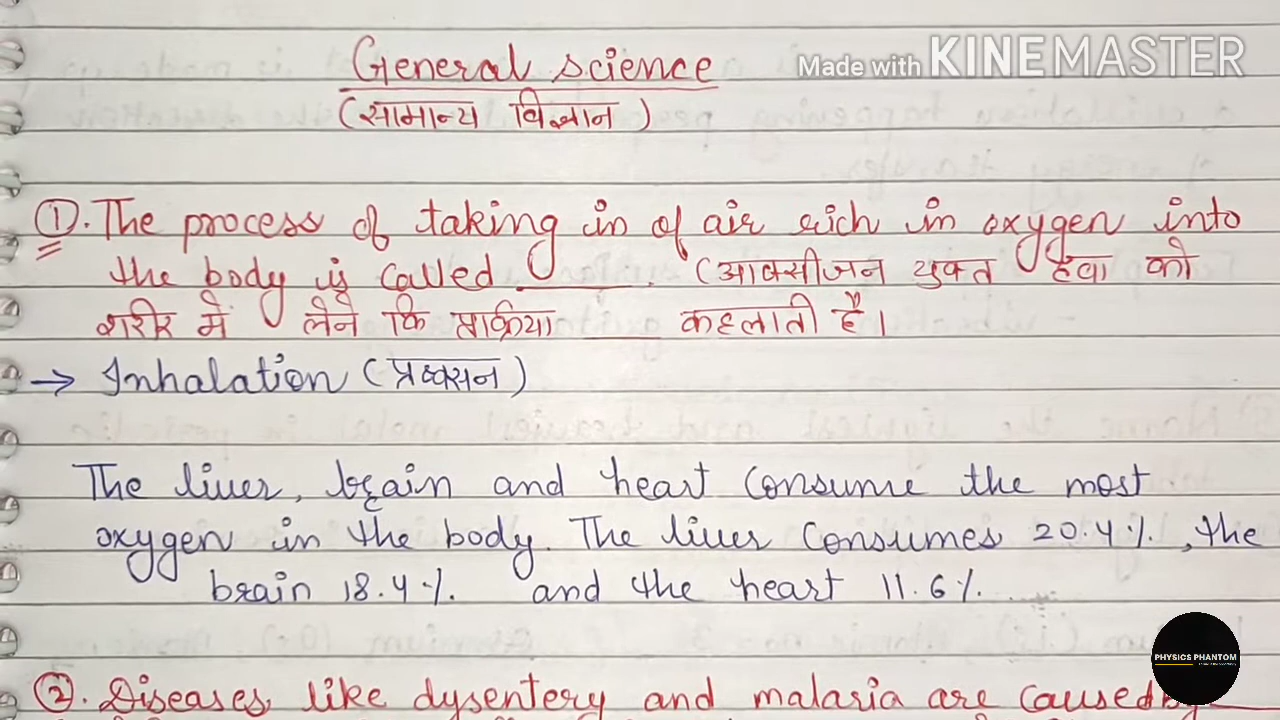 General science
Made with KINEMASTER
(सामान्य विज्ञान)
①. The process of taking in of air rich in oxygen into
the body is called ______. (आक्सीजन युक्त हवा को
शरीर में लेने कि प्राक्रिया ____ कहलाती है।
→ Inhalation (प्रश्वसन)
The liver, brain and heart consume the most
oxygen in the body. The liver consumes 20.4%, the
brain 18.4%. and the heart 11.6%.
PHYSICS PHANTOM
②. Diseases like dysentery and malaria are caused by